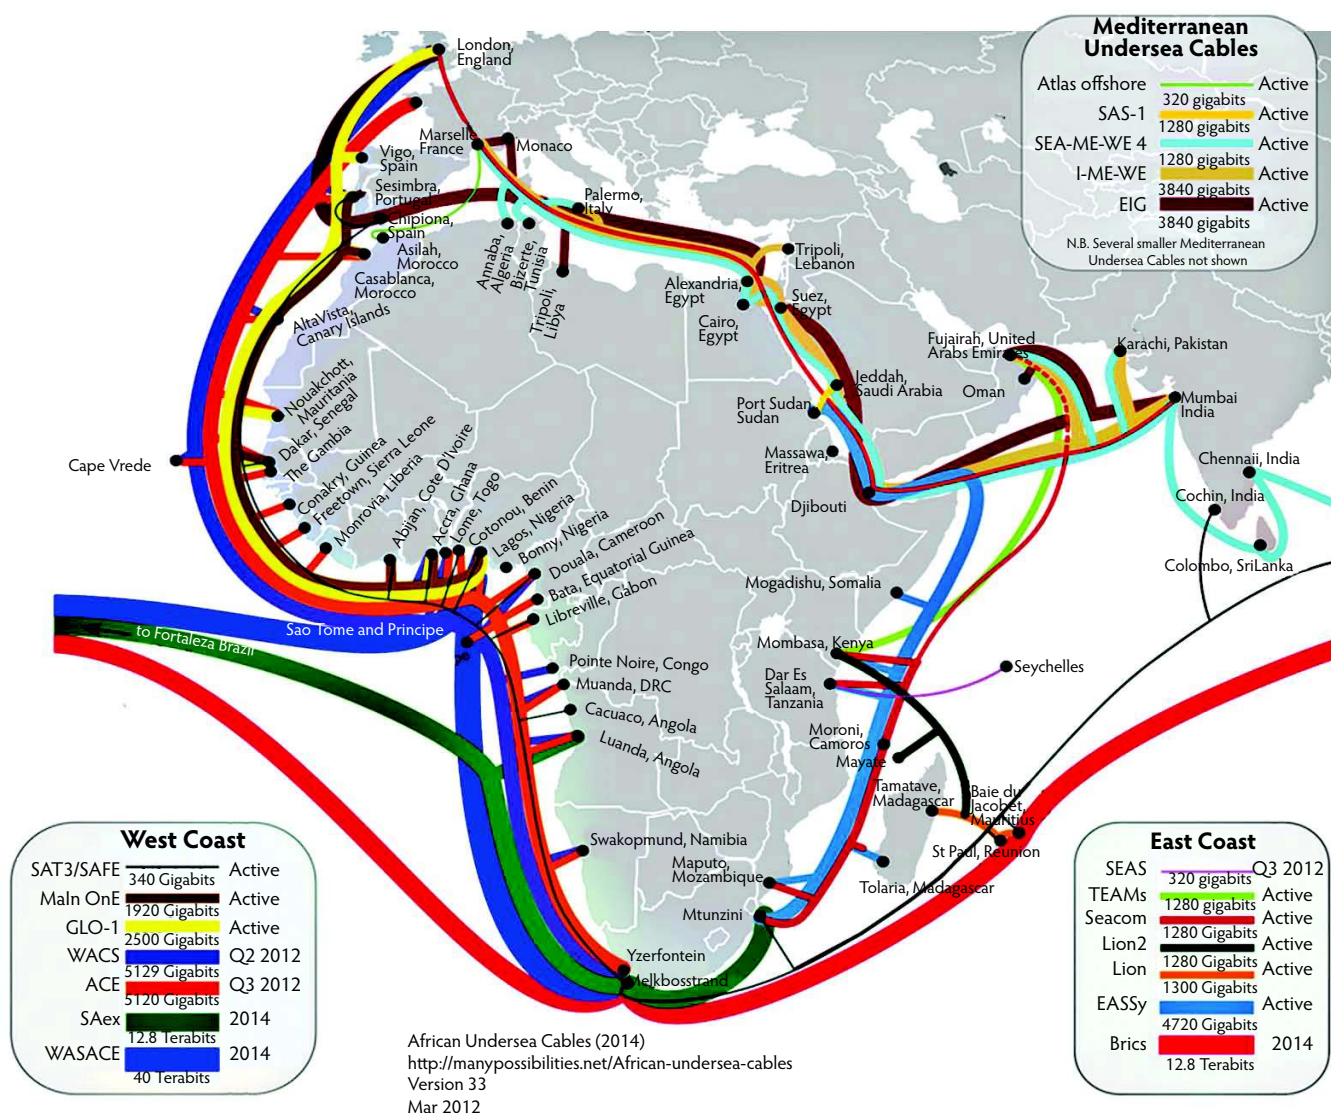 Mediterranean
Undersea Cables
Atlas offshore
Active
320 gigabits
SAS-1
Active
1280 gigabits
SEA-ME-WE 4
Active
1280 gigabits
I-ME-WE
Active
3840 gigabits
EIG
Active
3840 gigabits
N.B. Several smaller Mediterranean
Undersea Cables not shown
London,
England
Marselle
France
Monaco
Vigo,
Spain
Sesimbra,
Portugal
Chipiona,
Spain
Asilah,
Morocco
Casablanca,
Morocco
Palermo,
Italy
Annaba,
Algeria
Bizerte,
Tunisia
Tripoli,
Libya
Tripoli,
Lebanon
Alexandria,
Egypt
Cairo,
Egypt
Suez,
Egypt
AltaVista,
Canary Islands
Fujairah, United
Arabs Emirates
Karachi, Pakistan
Oman
Jeddah,
Saudi Arabia
Port Sudan
Sudan
Mumbai
India
Nouakchott,
Mauritania
Dakar, Senegal
The Gambia
Conakry, Guinea
Freetown, Sierra Leone
Monrovia, Liberia
Abijan, Cote D'Ivoire
Accra, Ghana
Lome, Togo
Cotonou, Benin
Lagos, Nigeria
Bonny, Nigeria
Douala, Cameroon
Bata, Equatorial Guinea
Libreville, Gabon
Cape Vrede
Massawa,
Eritrea
Djibouti
Chennaii, India
Cochin, India
Colombo, SriLanka
Mogadishu, Somalia
to Fortaleza Brazil
Sao Tome and Principe
Mombasa, Kenya
Pointe Noire, Congo
Muanda, DRC
Cacuaco, Angola
Luanda, Angola
Dar Es
Salaam,
Tanzania
Seychelles
Moroni,
Camoros
Mayate
Tamatave,
Madagascar
Baie du
Jacobet,
Mauritius
St Paul, Reunion
Swakopmund, Namibia
Maputo,
Mozambique
Tolaria, Madagascar
Mtunzini
Yzerfontein
Melkbosstrand
West Coast
SAT3/SAFE
Active
340 Gigabits
MaIn OnE
Active
1920 Gigabits
GLO-1
Active
2500 Gigabits
WACS
Q2 2012
5129 Gigabits
ACE
Q3 2012
5120 Gigabits
SAex
2014
12.8 Terabits
WASACE
2014
40 Terabits
East Coast
SEAS
Q3 2012
320 gigabits
TEAMs
Active
1280 gigabits
Seacom
Active
1280 Gigabits
Lion2
Active
1280 Gigabits
Lion
Active
1300 Gigabits
EASSy
Active
4720 Gigabits
Brics
2014
12.8 Terabits
African Undersea Cables (2014)
http://manypossibilities.net/African-undersea-cables
Version 33
Mar 2012